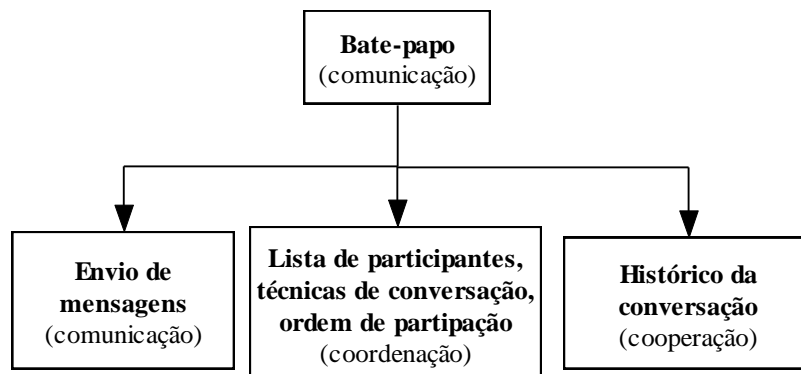 Bate-papo
(comunicação)
Envio de
mensagens
(comunicação)
Lista de participantes,
técnicas de conversação,
ordem de partipação
(coordenação)
Histórico da
conversação
(cooperação)